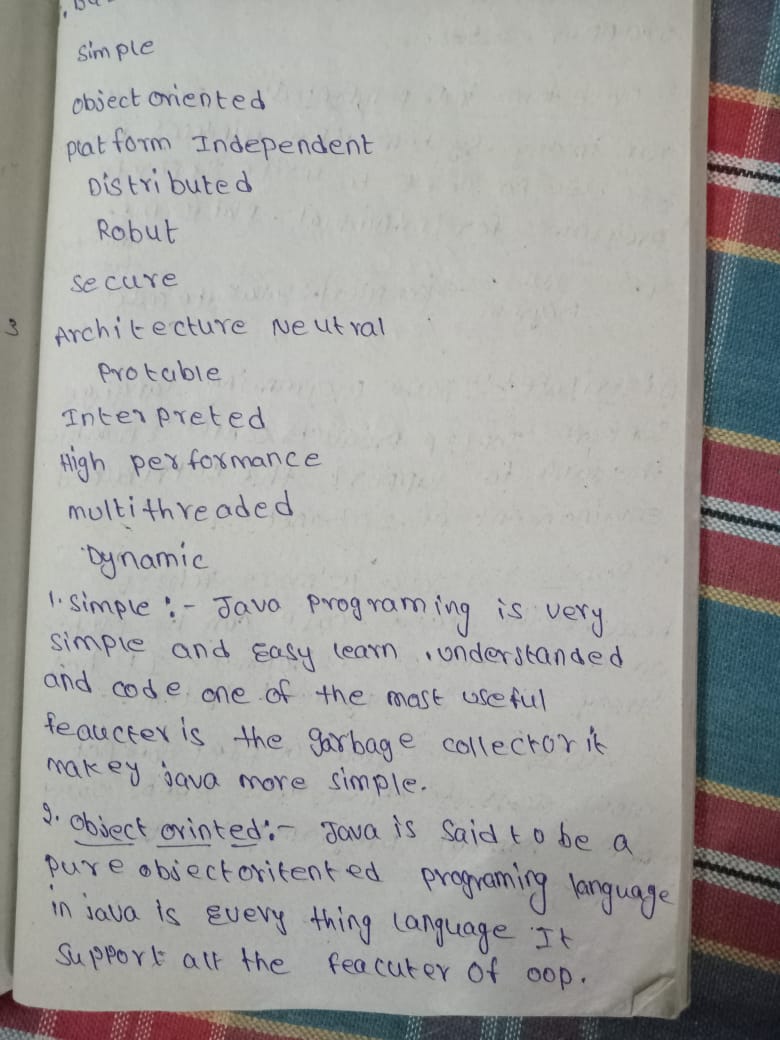 simple
object oriented
platform Independent
Distributed
Robut
secure
3
Architecture Neutral
Protable
Interpreted
High performance
multithreaded
Dynamic
1. Simple :- Java programing is very
simple and Easy learn , understanded
and code one of the mast useful
feaucter is the garbage collector it
makey java more simple.
2. Object orinted :- Java is Said to be a
pure objectoritented programing language
in java is Every thing language It
Support all the feacuter of oop.